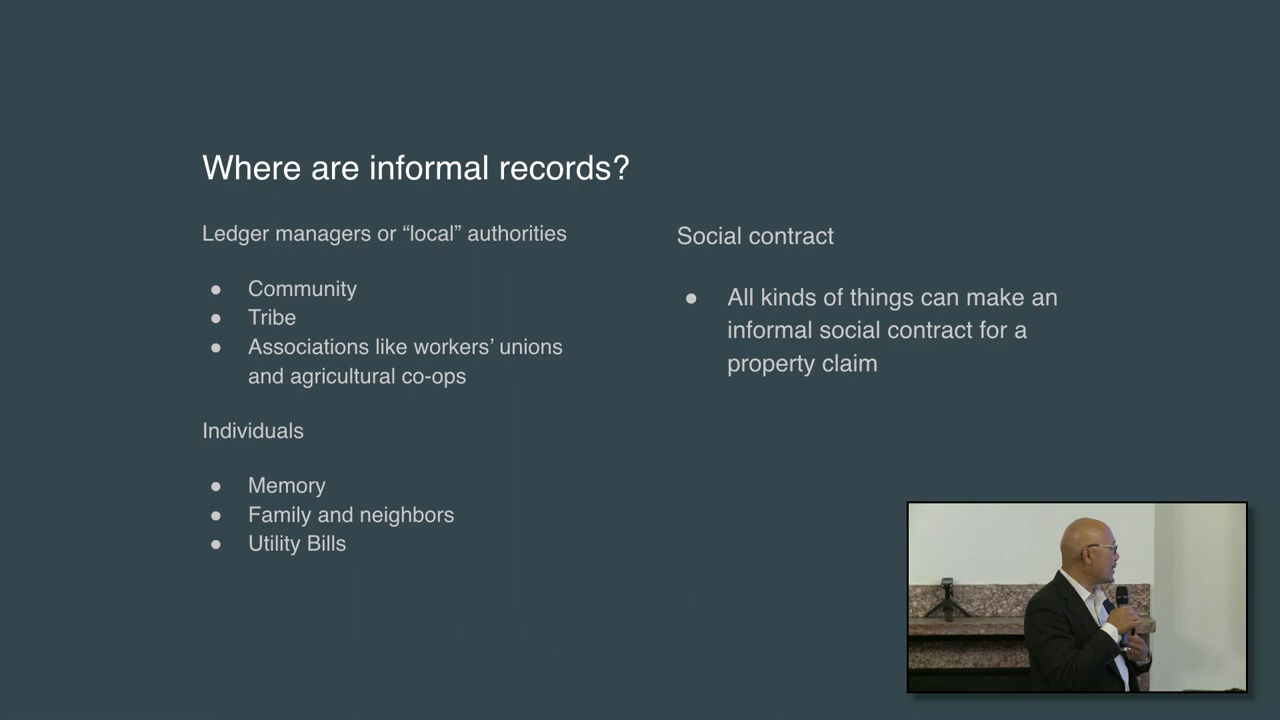 Where are informal records?
Ledger managers or “local” authorities
● Community
● Tribe
● Associations like workers’ unions
and agricultural co-ops
Individuals
● Memory
● Family and neighbors
● Utility Bills
Social contract
● All kinds of things can make an
informal social contract for a
property claim